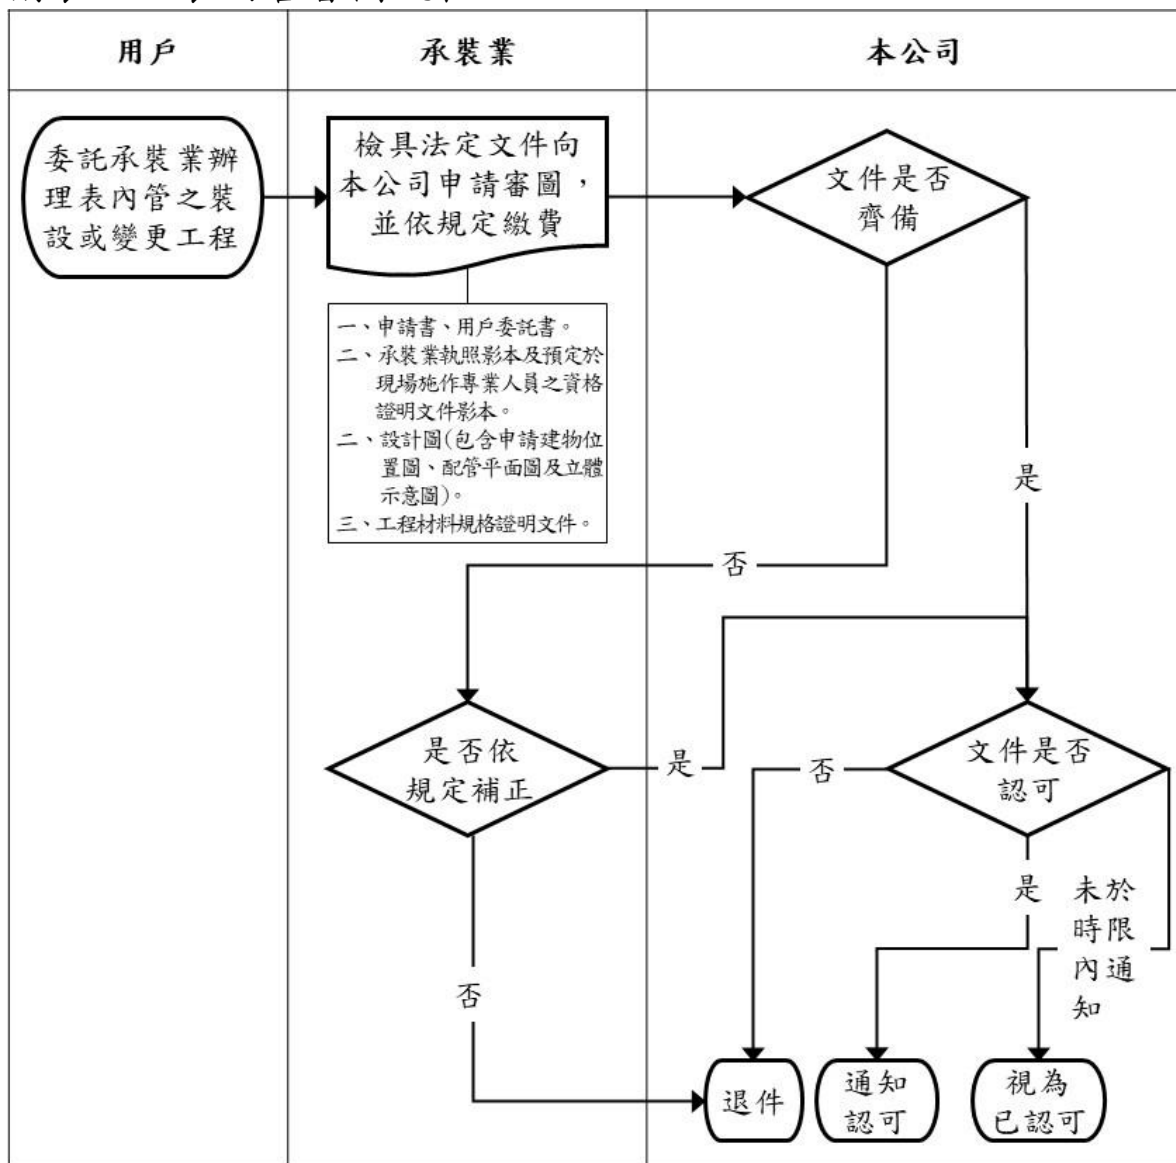 用戶
承裝業
本公司
委託承裝業辦
理表內管之裝
設或變更工程
檢具法定文件向
本公司申請審圖，
並依規定繳費
文件是否
齊備
一、申請書、用戶委託書。
二、承裝業執照影本及預定於
現場施作專業人員之資格
證明文件影本。
二、設計圖(包含申請建物位
置圖、配管平面圖及立體
示意圖)。
三、工程材料規格證明文件。
是
否
是否依
規定補正
是
否
文件是否
認可
是
未於
時限
內通
知
否
退件
通知
認可
視為
已認可